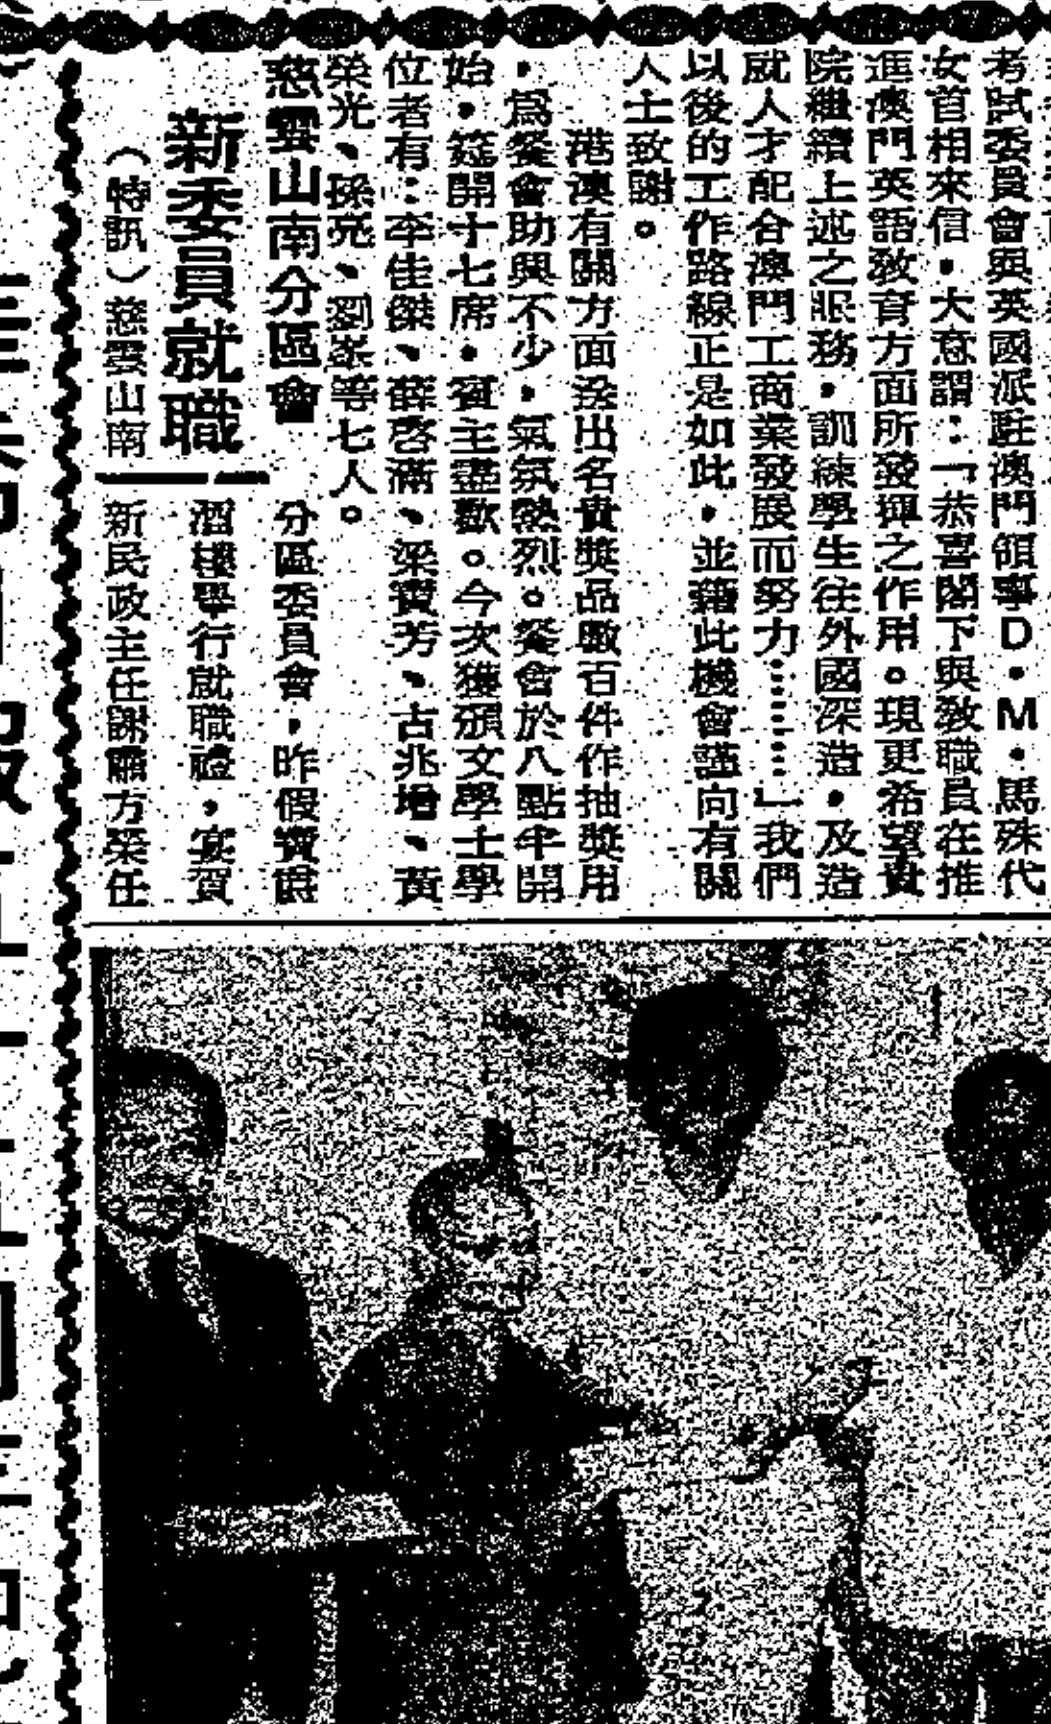 考試委員會與英國派駐澳門領事D·M·馬殊代
女首相來信，大意謂：「恭喜閣下與敎職員在推
進澳門英語敎育方面所發揮之作用。現更希望貴
院繼續上述之服務，訓練學生往外國深造，及造
就人才配合澳門工商業發展而努力………」我們
以後的工作路線正是如此，並藉此機會謹向有關
人士致謝。
港澳有關方面送出名貴獎品數百件作抽獎用
，爲餐會助興不少，氣氛熱烈。餐會於八點半開
始，筵開十七席，賓主盡歡。今次獲頒文學士學
位者有：李佳傑、薛啓滿、梁寶芳、古兆增、黃
榮光、孫亮、劉峯等七人。
慈雲山南分區會
新委員就職
（特訊）慈雲山南
分區委員會，昨假寶爵
酒樓舉行就職禮，宴賀
新民政主任謝肅方榮任